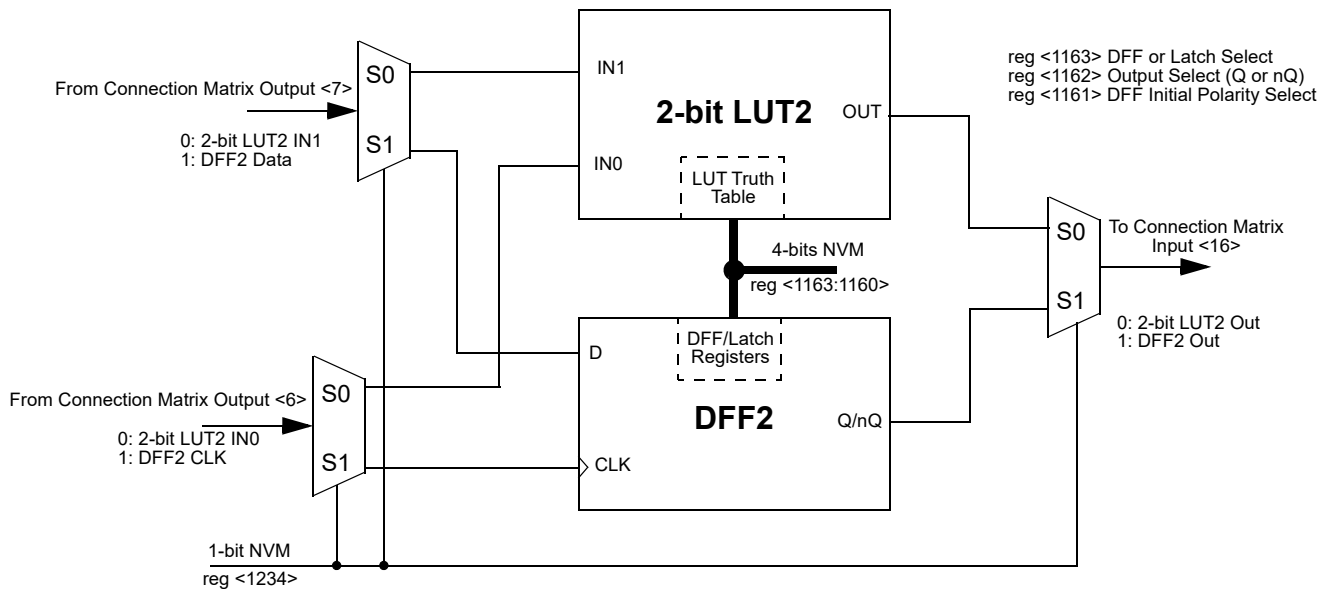 From Connection Matrix Output <7>
0: 2-bit LUT2 IN1
1: DFF2 Data
S0
S1
IN1
2-bit LUT2
OUT
IN0
LUT Truth
Table
reg <1163> DFF or Latch Select
reg <1162> Output Select (Q or nQ)
reg <1161> DFF Initial Polarity Select
4-bits NVM
reg <1163:1160>
S0
S1
To Connection Matrix
Input <16>
0: 2-bit LUT2 Out
1: DFF2 Out
From Connection Matrix Output <6>
0: 2-bit LUT2 IN0
1: DFF2 CLK
S0
S1
D
DFF/Latch
Registers
DFF2
Q/nQ
CLK
1-bit NVM
reg <1234>